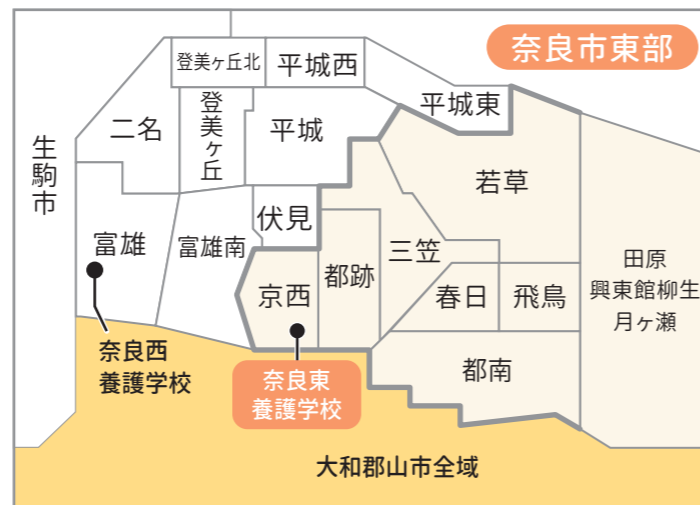 奈良市東部
登美ヶ丘北
平城西
平城東
生駒市
二名
登美ヶ丘
平城
若草
富雄
富雄南
伏見
三笠
都跡
京西
春日
飛鳥
田原
興東館柳生
月ヶ瀬
都南
奈良西
養護学校
奈良東
養護学校
大和郡山市全域